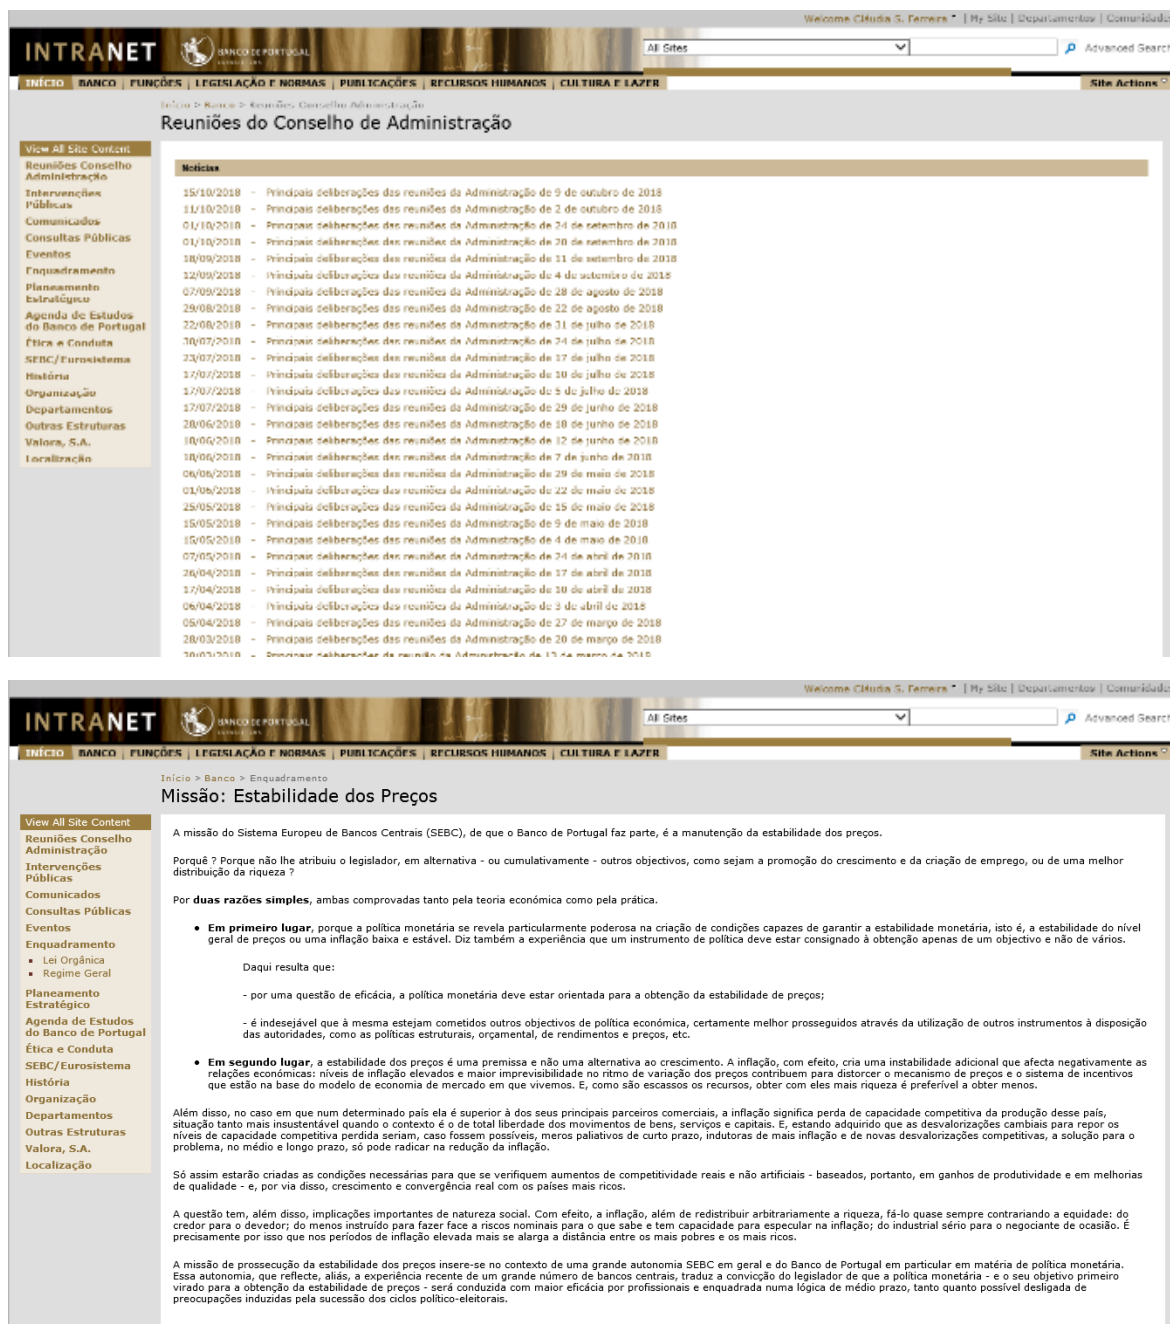 Welcome Cláudia S. Ferreira | My Site | Departamentos | Comunidades
INTRANET BANCO DE PORTUGAL All Sites Advanced Search
INÍCIO BANCO FUNÇÕES LEGISLAÇÃO E NORMAS PUBLICAÇÕES RECURSOS HUMANOS CULTURA E LAZER Site Actions
Início > Banco > Reuniões Conselho Administração
Reuniões do Conselho de Administração
View All Site Content
Reuniões Conselho
Administração
Intervenções
Públicas
Comunicados
Consultas Públicas
Eventos
Enquadramento
Planeamento
Estratégico
Agenda de Estudos
do Banco de Portugal
Ética e Conduta
SEBC/Eurosistema
História
Organização
Departamentos
Outras Estruturas
Valora, S.A.
Localização
Notícias
15/10/2018 - Principais deliberações das reuniões da Administração de 9 de outubro de 2018
11/10/2018 - Principais deliberações das reuniões da Administração de 2 de outubro de 2018
01/10/2018 - Principais deliberações das reuniões da Administração de 24 de setembro de 2018
01/10/2018 - Principais deliberações das reuniões da Administração de 20 de setembro de 2018
18/09/2018 - Principais deliberações das reuniões da Administração de 11 de setembro de 2018
12/09/2018 - Principais deliberações das reuniões da Administração de 4 de setembro de 2018
07/09/2018 - Principais deliberações das reuniões da Administração de 28 de agosto de 2018
29/08/2018 - Principais deliberações das reuniões da Administração de 22 de agosto de 2018
22/08/2018 - Principais deliberações das reuniões da Administração de 31 de julho de 2018
30/07/2018 - Principais deliberações das reuniões da Administração de 24 de julho de 2018
23/07/2018 - Principais deliberações das reuniões da Administração de 17 de julho de 2018
17/07/2018 - Principais deliberações das reuniões da Administração de 10 de julho de 2018
17/07/2018 - Principais deliberações das reuniões da Administração de 5 de julho de 2018
17/07/2018 - Principais deliberações das reuniões da Administração de 29 de junho de 2018
28/06/2018 - Principais deliberações das reuniões da Administração de 18 de junho de 2018
18/06/2018 - Principais deliberações das reuniões da Administração de 12 de junho de 2018
18/06/2018 - Principais deliberações das reuniões da Administração de 7 de junho de 2018
06/06/2018 - Principais deliberações das reuniões da Administração de 29 de maio de 2018
01/06/2018 - Principais deliberações das reuniões da Administração de 22 de maio de 2018
25/05/2018 - Principais deliberações das reuniões da Administração de 15 de maio de 2018
15/05/2018 - Principais deliberações das reuniões da Administração de 9 de maio de 2018
15/05/2018 - Principais deliberações das reuniões da Administração de 4 de maio de 2018
07/05/2018 - Principais deliberações das reuniões da Administração de 24 de abril de 2018
26/04/2018 - Principais deliberações das reuniões da Administração de 17 de abril de 2018
17/04/2018 - Principais deliberações das reuniões da Administração de 10 de abril de 2018
06/04/2018 - Principais deliberações das reuniões da Administração de 3 de abril de 2018
05/04/2018 - Principais deliberações das reuniões da Administração de 27 de março de 2018
28/03/2018 - Principais deliberações das reuniões da Administração de 20 de março de 2018
20/03/2018 - Principais deliberações da reunião da Administração de 13 de março de 2018
Welcome Cláudia S. Ferreira | My Site | Departamentos | Comunidades
INTRANET BANCO DE PORTUGAL All Sites Advanced Search
INÍCIO BANCO FUNÇÕES LEGISLAÇÃO E NORMAS PUBLICAÇÕES RECURSOS HUMANOS CULTURA E LAZER Site Actions
Início > Banco > Enquadramento
Missão: Estabilidade dos Preços
View All Site Content
Reuniões Conselho
Administração
Intervenções
Públicas
Comunicados
Consultas Públicas
Eventos
Enquadramento
Lei Orgânica
Regime Geral
Planeamento
Estratégico
Agenda de Estudos
do Banco de Portugal
Ética e Conduta
SEBC/Eurosistema
História
Organização
Departamentos
Outras Estruturas
Valora, S.A.
Localização
A missão do Sistema Europeu de Bancos Centrais (SEBC), de que o Banco de Portugal faz parte, é a manutenção da estabilidade dos preços.
Porquê ? Porque não lhe atribuiu o legislador, em alternativa - ou cumulativamente - outros objectivos, como sejam a promoção do crescimento e da criação de emprego, ou de uma melhor
distribuição da riqueza ?
Por duas razões simples, ambas comprovadas tanto pela teoria económica como pela prática.
• Em primeiro lugar, porque a política monetária se revela particularmente poderosa na criação de condições capazes de garantir a estabilidade monetária, isto é, a estabilidade do nível
geral de preços ou uma inflação baixa e estável. Diz também a experiência que um instrumento de política deve estar consignado à obtenção apenas de um objectivo e não de vários.
Daqui resulta que:
- por uma questão de eficácia, a política monetária deve estar orientada para a obtenção da estabilidade de preços;
- é indesejável que à mesma estejam cometidos outros objectivos de política económica, certamente melhor prosseguidos através da utilização de outros instrumentos à disposição
das autoridades, como as políticas estruturais, orçamental, de rendimentos e preços, etc.
• Em segundo lugar, a estabilidade dos preços é uma premissa e não uma alternativa ao crescimento. A inflação, com efeito, cria uma instabilidade adicional que afecta negativamente as
relações económicas: níveis de inflação elevados e maior imprevisibilidade no ritmo de variação dos preços contribuem para distorcer o mecanismo de preços e o sistema de incentivos
que estão na base do modelo de economia de mercado em que vivemos. E, como são escassos os recursos, obter com eles mais riqueza é preferível a obter menos.
Além disso, no caso em que num determinado país ela é superior à dos seus principais parceiros comerciais, a inflação significa perda de capacidade competitiva da produção desse país,
situação tanto mais insustentável quando o contexto é o de total liberdade dos movimentos de bens, serviços e capitais. E, estando adquirido que as desvalorizações cambiais para repor os
níveis de capacidade competitiva perdida seriam, caso fossem possíveis, meros paliativos de curto prazo, indutoras de mais inflação e de novas desvalorizações competitivas, a solução para o
problema, no médio e longo prazo, só pode radicar na redução da inflação.
Só assim estarão criadas as condições necessárias para que se verifiquem aumentos de competitividade reais e não artificiais - baseados, portanto, em ganhos de produtividade e em melhorias
de qualidade - e, por via disso, crescimento e convergência real com os países mais ricos.
A questão tem, além disso, implicações importantes de natureza social. Com efeito, a inflação, além de redistribuir arbitrariamente a riqueza, fá-lo quase sempre contrariando a equidade: do
credor para o devedor; do menos instruído para fazer face a riscos nominais para o que sabe e tem capacidade para especular na inflação; do industrial sério para o negociante de ocasião. É
precisamente por isso que nos períodos de inflação elevada mais se alarga a distância entre os mais pobres e os mais ricos.
A missão de prossecução da estabilidade dos preços insere-se no contexto de uma grande autonomia SEBC em geral e do Banco de Portugal em particular em matéria de política monetária.
Essa autonomia, que reflecte, aliás, a experiência recente de um grande número de bancos centrais, traduz a convicção do legislador de que a política monetária - e o seu objetivo primeiro
virado para a obtenção da estabilidade de preços - será conduzida com maior eficácia por profissionais e enquadrada numa lógica de médio prazo, tanto quanto possível desligada de
preocupações induzidas pela sucessão dos ciclos político-eleitorais.